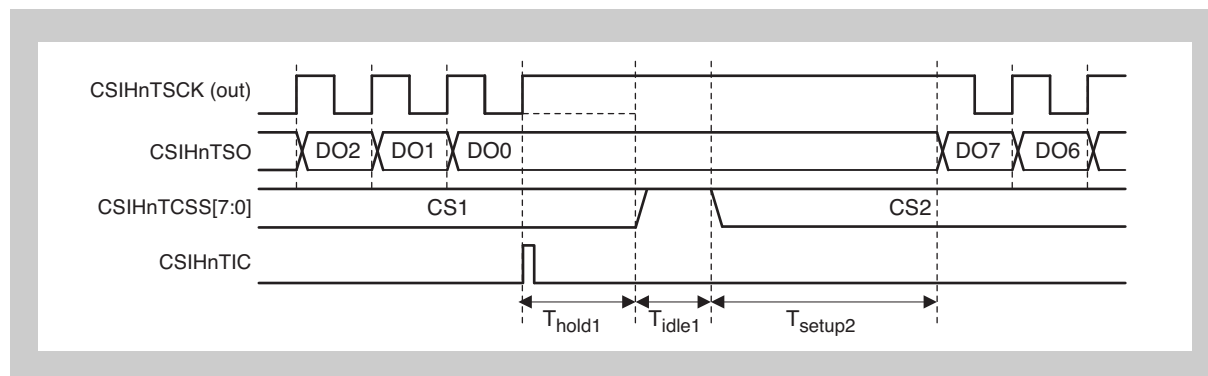 CSIHnTSCK (out)
CSIHnTSO
DO2 DO1 DO0 DO7 DO6
CSIHnTCSS[7:0]
CS1 CS2
CSIHnTIC
Thold1 Tidle1 Tsetup2